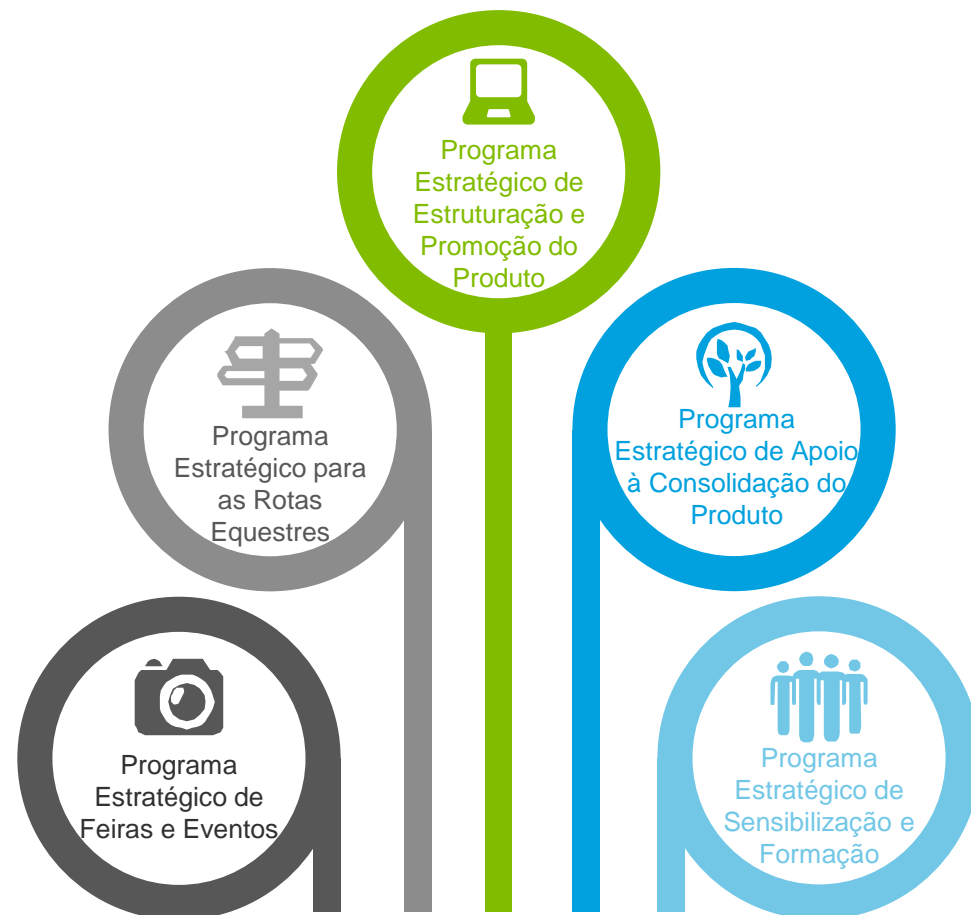 Programa
Estratégico de
Estruturação e
Promoção do
Produto
Programa
Estratégico para
as Rotas
Equestres
Programa
Estratégico de Apoio
à Consolidação do
Produto
Programa
Estratégico de
Feiras e Eventos
Programa
Estratégico de
Sensibilização e
Formação